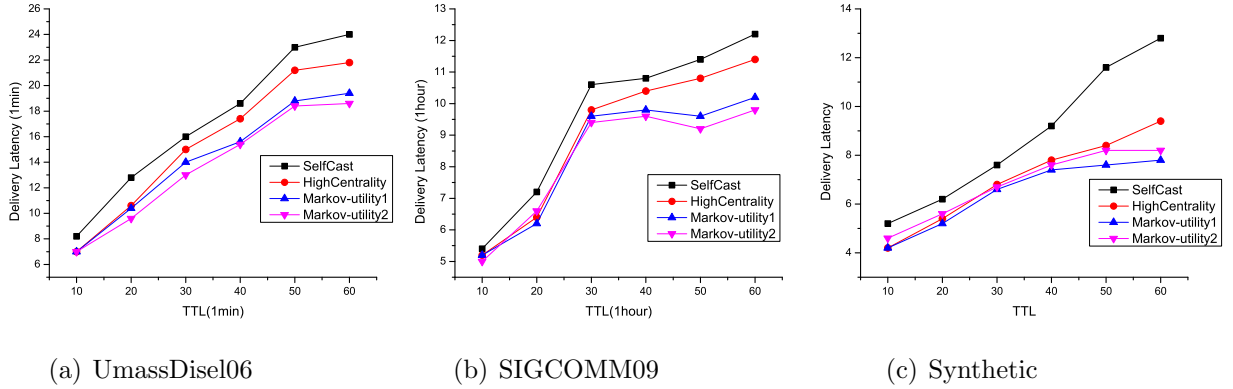 Delivery Latency (1min)
26
24
22
20
18
16
14
12
10
8
6
SelfCast
HighCentrality
Markov-utility1
Markov-utility2
10 20 30 40 50 60
TTL(1min)
(a) UmassDisel06
Delivery Latency (1hour)
13
12
11
10
9
8
7
6
5
SelfCast
HighCentrality
Markov-utility1
Markov-utility2
10 20 30 40 50 60
TTL(1hour)
(b) SIGCOMM09
Delivery Latency
14
12
10
8
6
4
SelfCast
HighCentrality
Markov-utility1
Markov-utility2
10 20 30 40 50 60
TTL
(c) Synthetic